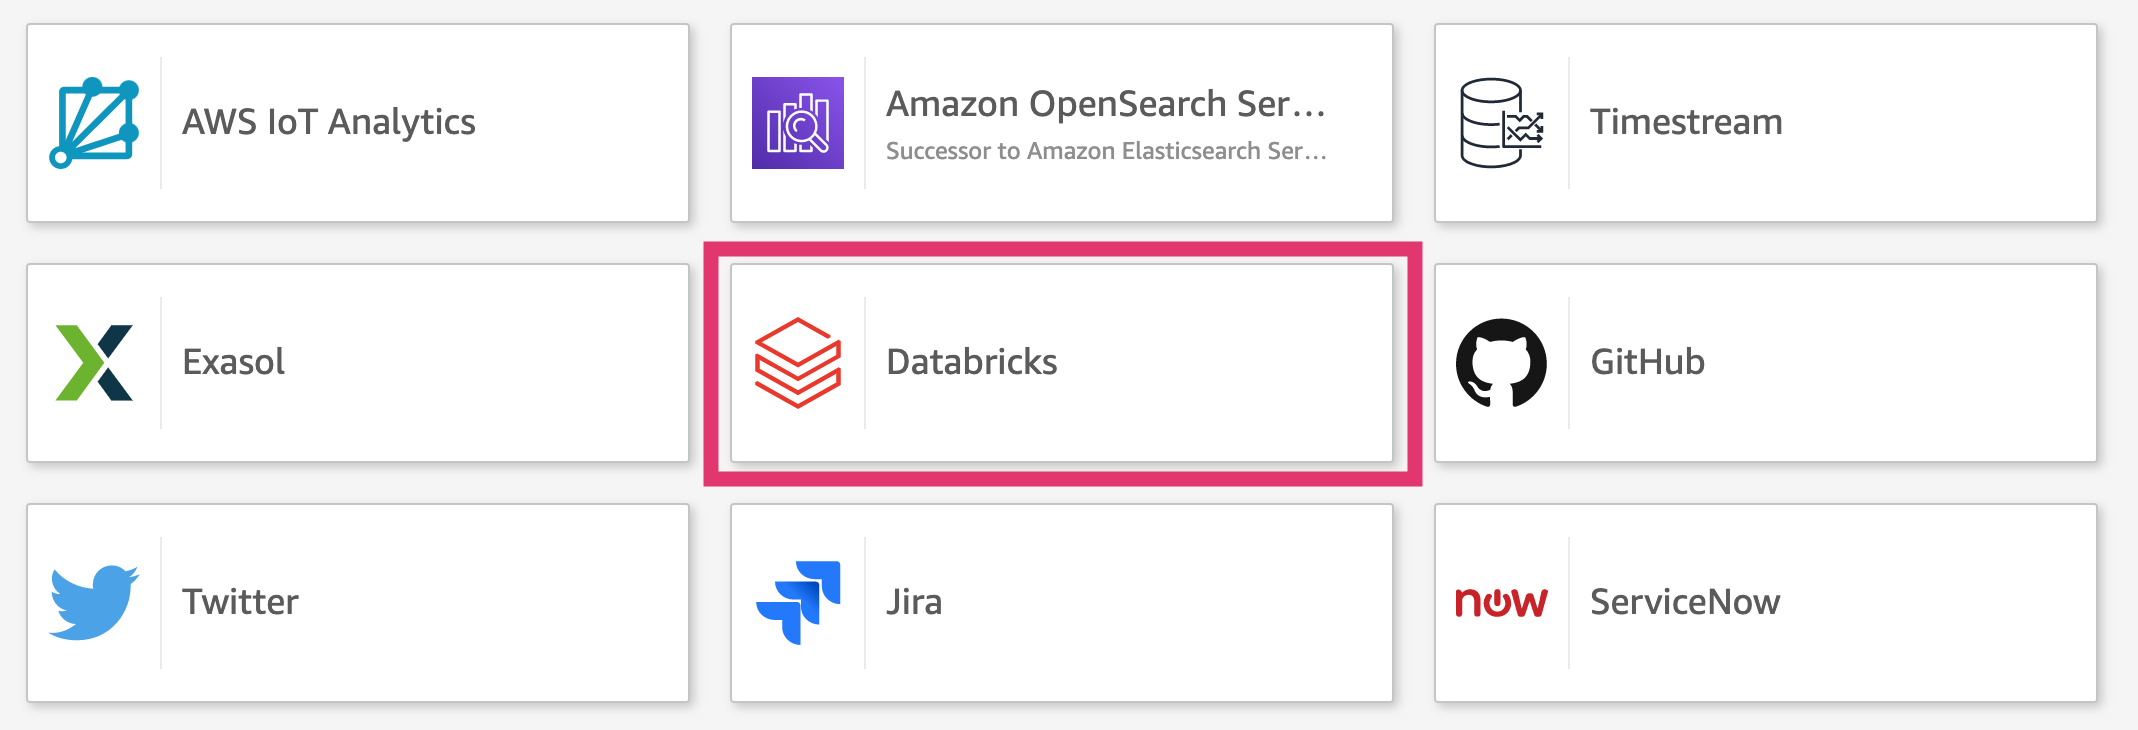 AWS IoT Analytics
Amazon OpenSearch Ser...
Successor to Amazon Elasticsearch Ser...
Timestream
Exasol
Databricks
GitHub
Twitter
Jira
now
ServiceNow